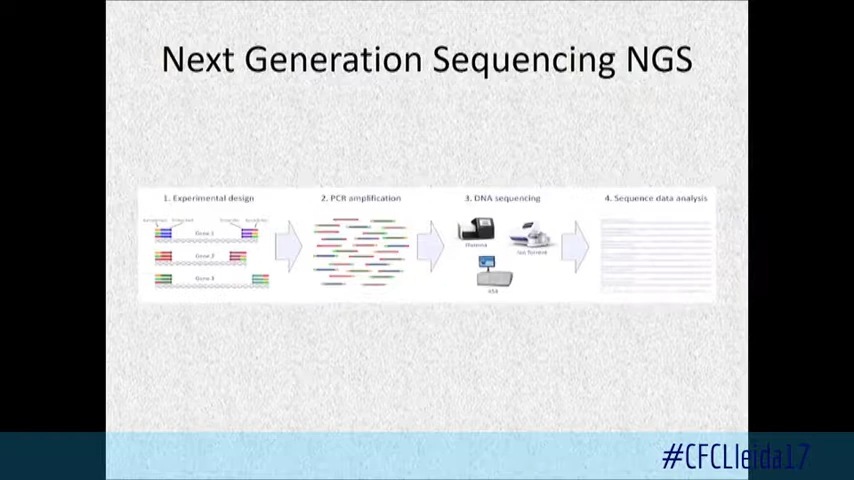 Next Generation Sequencing NGS
1. Experimental design
2. PCR amplification
3. DNA sequencing
4. Sequence data analysis
Gene 1
Gene 2
Gene 3
Illumina
Ion Torrent
454
#CFCLleida17